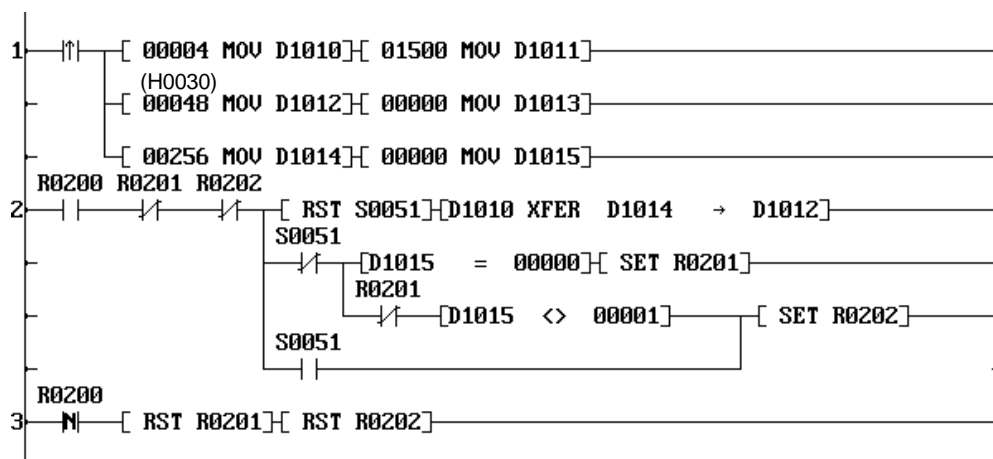 1 [ 00004 MOV D1010][ 01500 MOV D1011]
(H0030)
[ 00048 MOV D1012][ 00000 MOV D1013]
[ 00256 MOV D1014][ 00000 MOV D1015]
R0200 R0201 R0202
2 [ RST S0051][D1010 XFER D1014 → D1012]
S0051
[D1015 = 00000][ SET R0201]
R0201
[D1015 <> 00001] [ SET R0202]
S0051
R0200
3 N [ RST R0201][ RST R0202]